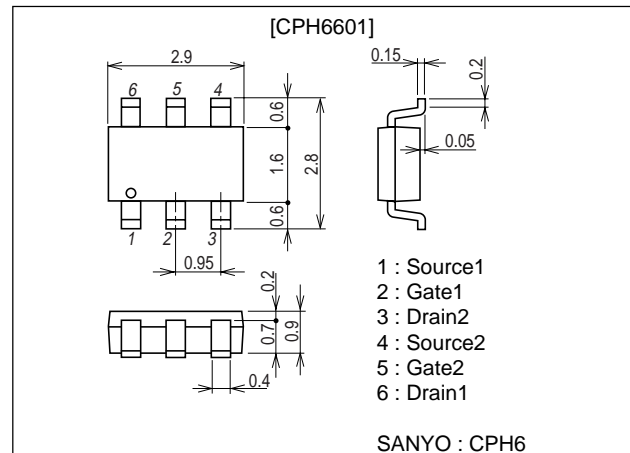 [CPH6601]
2.9
0.15
0.2
6 5 4
0.6
1.6
2.8
0.6
0.05
1 2 3
0.95
0.2
0.7
0.9
0.4
1 : Source1
2 : Gate1
3 : Drain2
4 : Source2
5 : Gate2
6 : Drain1
SANYO : CPH6